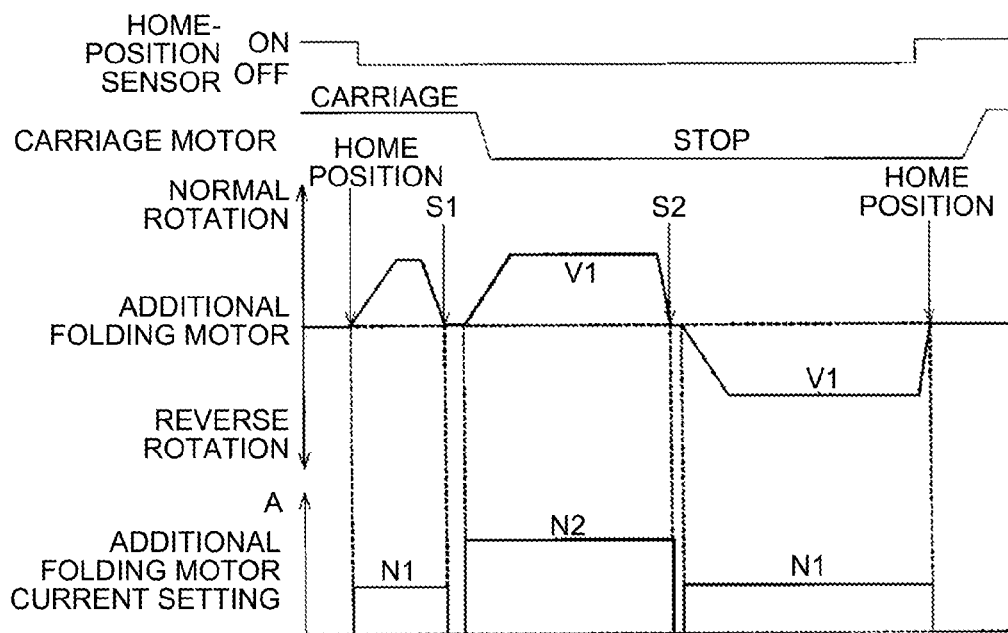 HOME-
POSITION
SENSOR
ON
OFF
CARRIAGE
CARRIAGE MOTOR
STOP
HOME
POSITION
HOME
POSITION
NORMAL
ROTATION
S1
S2
V1
ADDITIONAL
FOLDING MOTOR
V1
REVERSE
ROTATION
A
ADDITIONAL
FOLDING MOTOR
CURRENT SETTING
N1
N2
N1